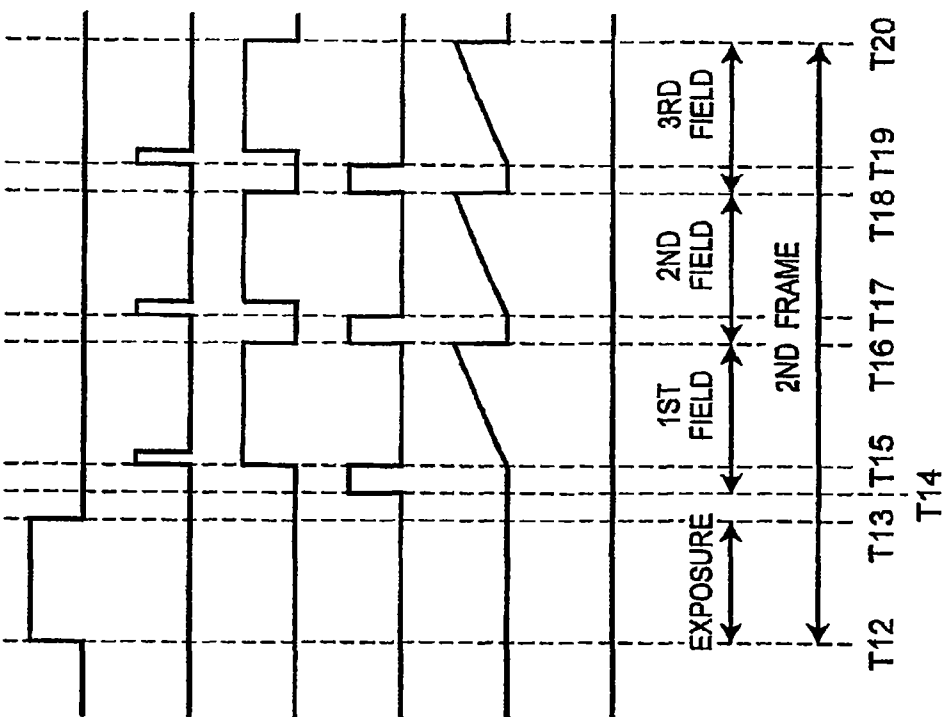 EXPOSURE
1ST
FIELD
2ND
FIELD
3RD
FIELD
2ND FRAME
T12 T13 T15 T16 T17 T18 T19 T20
T14